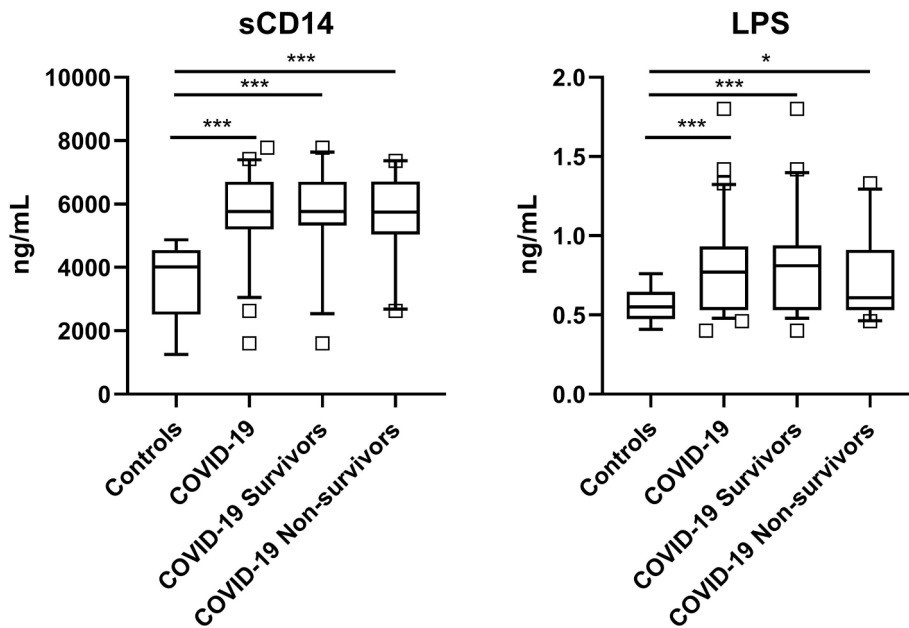 sCD14
***
***
***
10000
8000
6000
4000
2000
0
ng/mL
Controls
COVID-19
COVID-19 Survivors
COVID-19 Non-survivors
LPS
*
***
***
2.0
1.5
1.0
0.5
0.0
ng/mL
Controls
COVID-19
COVID-19 Survivors
COVID-19 Non-survivors